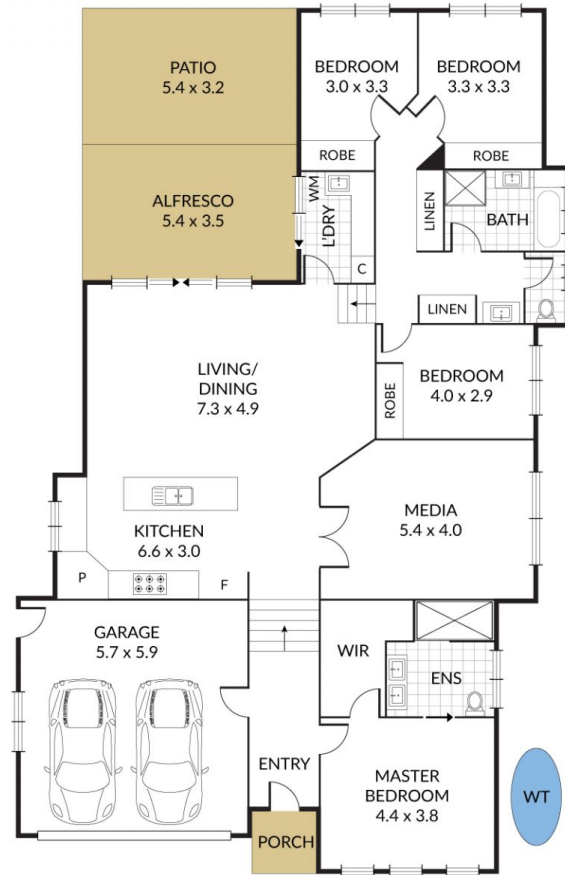 PATIO
5.4 x 3.2
BEDROOM
3.0 x 3.3
BEDROOM
3.3 x 3.3
ROBE
ROBE
ALFRESCO
5.4 x 3.5
WM
L'DRY
C
LINEN
BATH
LINEN
LIVING/
DINING
7.3 x 4.9
BEDROOM
4.0 x 2.9
ROBE
MEDIA
5.4 x 4.0
KITCHEN
6.6 x 3.0
P
F
GARAGE
5.7 x 5.9
WIR
ENS
ENTRY
MASTER
BEDROOM
4.4 x 3.8
WT
PORCH